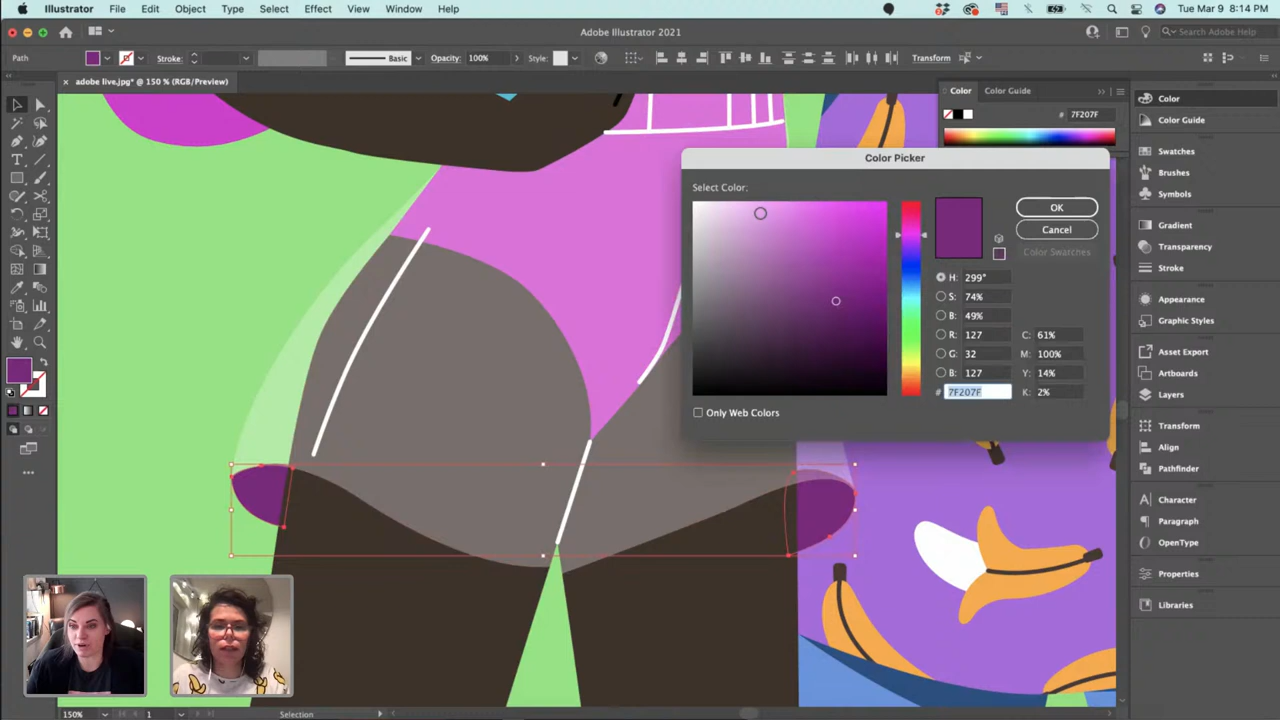 Illustrator File Edit Object Type Select Effect View Window Help Tue Mar 9 8:14 PM
Adobe Illustrator 2021 Search Adobe Help
Path Stroke: Basic Opacity: 100% Style: Transform
adobe live.jpg* @ 150 % (RGB/Preview)
Color Color Guide
# 7F207F
Color Picker
Select Color:
OK
Cancel
Color Swatches
H: 299°
S: 74%
B: 49%
R: 127 C: 61%
G: 32 M: 100%
B: 127 Y: 14%
# 7F207F K: 2%
Only Web Colors
Color
Color Guide
Swatches
Brushes
Symbols
Gradient
Transparency
Stroke
Appearance
Graphic Styles
Asset Export
Artboards
Layers
Transform
Align
Pathfinder
Character
Paragraph
OpenType
Properties
Libraries
150% 1 Selection